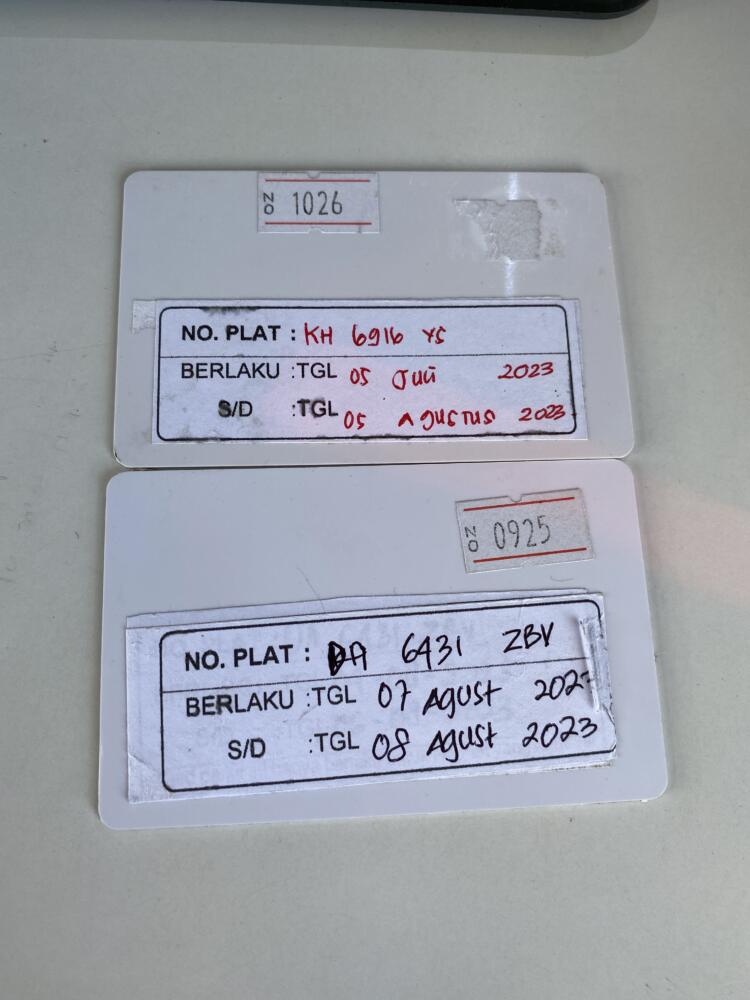 NO 1026
NO. PLAT : KH 6916 YS
BERLAKU :TGL 05 Juli 2023
S/D :TGL 05 AGUSTUS 2023
NO 0925
NO. PLAT : DA 6431 ZBV
BERLAKU :TGL 07 Agust 2023
S/D :TGL 08 Agust 2023